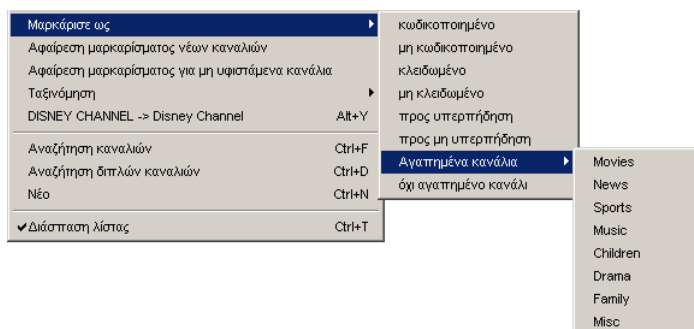 Μαρκάρισε ως
Αφαίρεση μαρκαρίσματος νέων καναλιών
Αφαίρεση μαρκαρίσματος για μη υφιστάμενα κανάλια
Ταξινόμηση
DISNEY CHANNEL -> Disney Channel Alt+Y
Αναζήτηση καναλιών Ctrl+F
Αναζήτηση διπλών καναλιών Ctrl+D
Νέο Ctrl+N
Διάσπαση λίστας Ctrl+T
κωδικοποιημένο
μη κωδικοποιημένο
κλειδωμένο
μη κλειδωμένο
προς υπερπήδηση
προς μη υπερπήδηση
Αγαπημένα κανάλια
όχι αγαπημένο κανάλι
Movies
News
Sports
Music
Children
Drama
Family
Misc